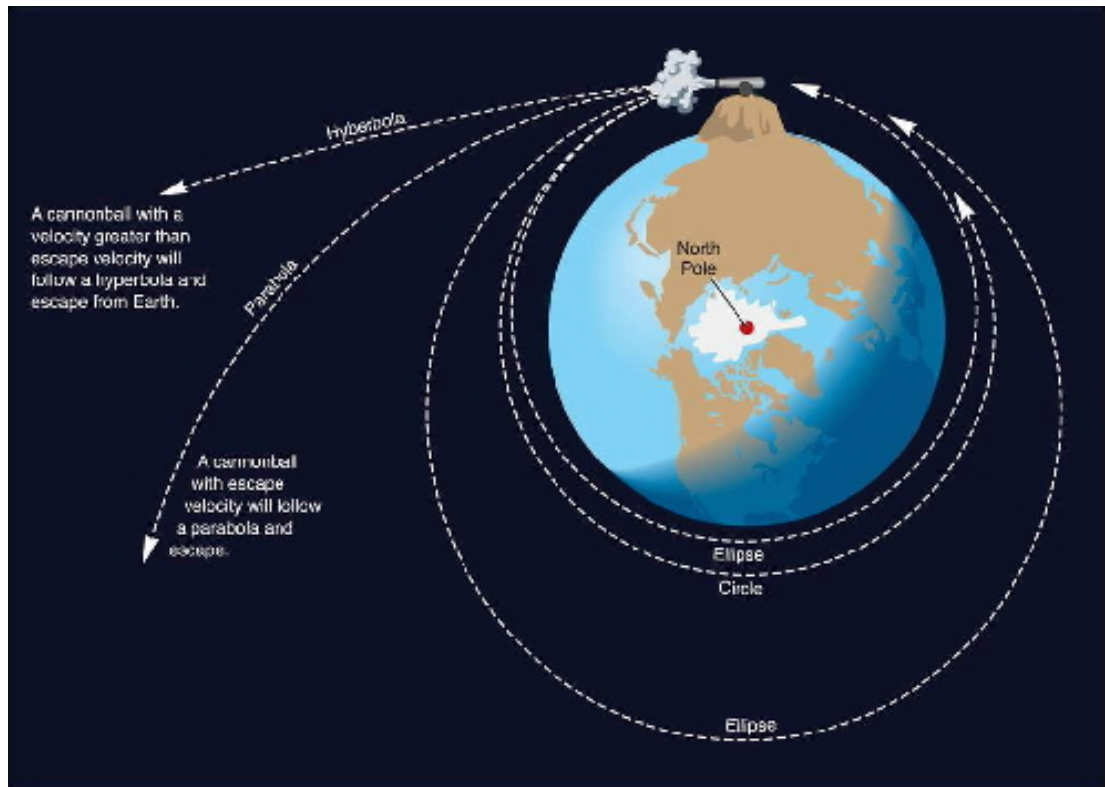 Hyberbola
A cannonball with a
velocity greater than
escape velocity will
follow a hyperbola and
escape from Earth.
Parabola
A cannonball
with escape
velocity will follow
a parabola and
escape.
North
Pole
Ellipse
Circle
Ellipse